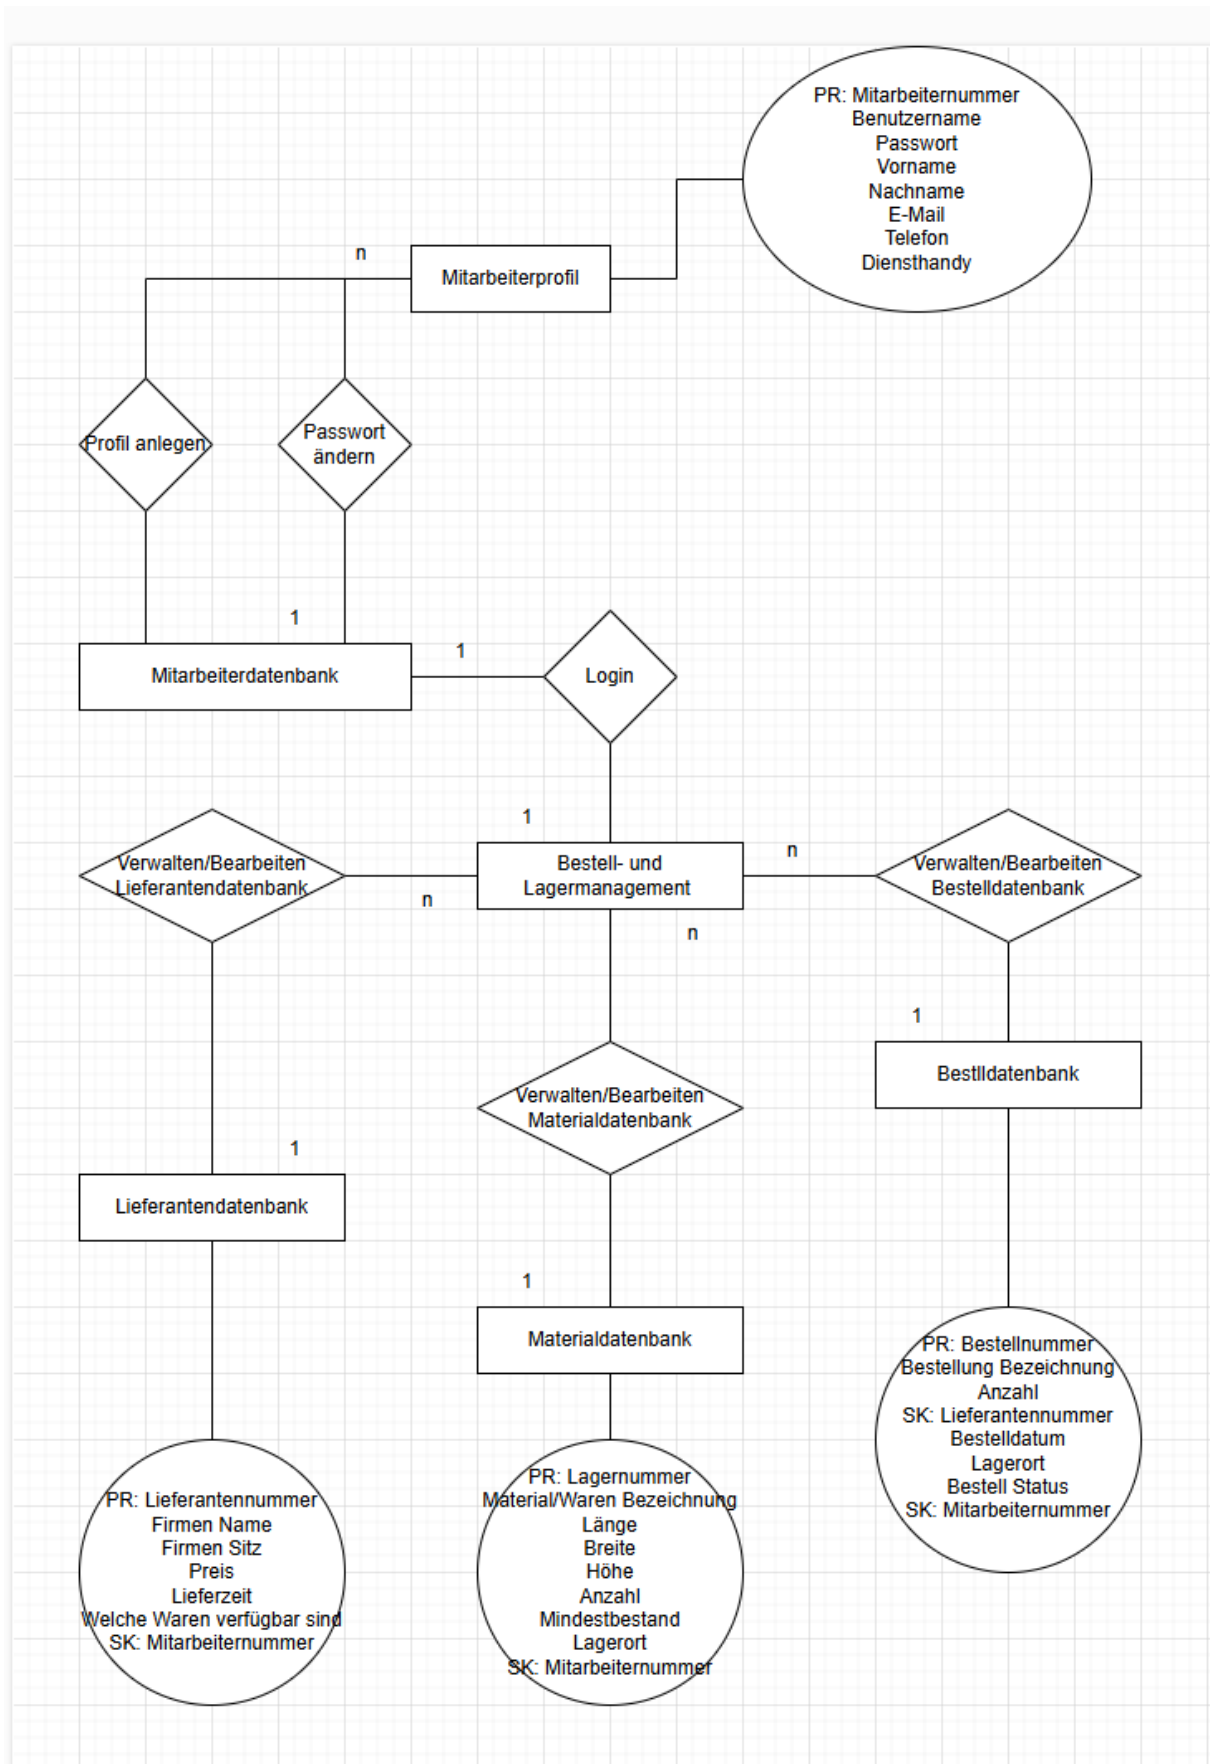 PR: Mitarbeiternummer
Benutzername
Passwort
Vorname
Nachname
E-Mail
Telefon
Diensthandy
n
Mitarbeiterprofil
Profil anlegen
Passwort
ändern
1
Mitarbeiterdatenbank
1
Login
1
Verwalten/Bearbeiten
Lieferantendatenbank
n
Bestell- und
Lagermanagement
n
n
Verwalten/Bearbeiten
Bestelldatenbank
1
Bestlldatenbank
Verwalten/Bearbeiten
Materialdatenbank
1
Lieferantendatenbank
1
Materialdatenbank
PR: Bestellnummer
Bestellung Bezeichnung
Anzahl
SK: Lieferantennummer
Bestelldatum
Lagerort
Bestell Status
SK: Mitarbeiternummer
PR: Lieferantennummer
Firmen Name
Firmen Sitz
Preis
Lieferzeit
Welche Waren verfügbar sind
SK: Mitarbeiternummer
PR: Lagernummer
Material/Waren Bezeichnung
Länge
Breite
Höhe
Anzahl
Mindestbestand
Lagerort
SK: Mitarbeiternummer